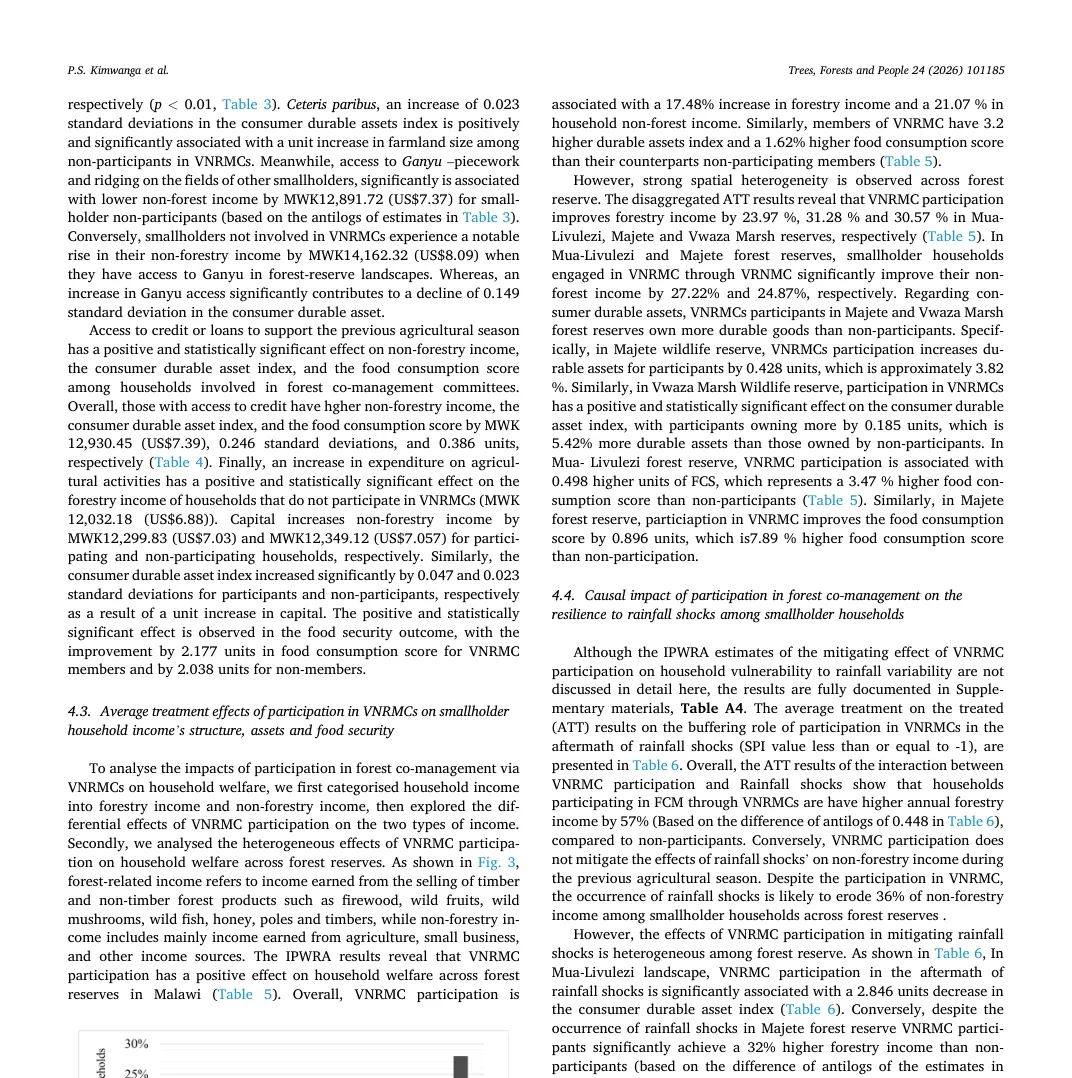 P.S. Kimwanga et al.
Trees, Forests and People 24 (2026) 101185
respectively (p < 0.01, Table 3). Ceteris paribus, an increase of 0.023
standard deviations in the consumer durable assets index is positively
and significantly associated with a unit increase in farmland size among
non-participants in VNRMCs. Meanwhile, access to Ganyu –piecework
and ridging on the fields of other smallholders, significantly is associated
with lower non-forest income by MWK12,891.72 (US$7.37) for small-
holder non-participants (based on the antilogs of estimates in Table 3).
Conversely, smallholders not involved in VNRMCs experience a notable
rise in their non-forestry income by MWK14,162.32 (US$8.09) when
they have access to Ganyu in forest-reserve landscapes. Whereas, an
increase in Ganyu access significantly contributes to a decline of 0.149
standard deviation in the consumer durable asset.
Access to credit or loans to support the previous agricultural season
has a positive and statistically significant effect on non-forestry income,
the consumer durable asset index, and the food consumption score
among households involved in forest co-management committees.
Overall, those with access to credit have hgher non-forestry income, the
consumer durable asset index, and the food consumption score by MWK
12,930.45 (US$7.39), 0.246 standard deviations, and 0.386 units,
respectively (Table 4). Finally, an increase in expenditure on agricul-
tural activities has a positive and statistically significant effect on the
forestry income of households that do not participate in VNRMCs (MWK
12,032.18 (US$6.88)). Capital increases non-forestry income by
MWK12,299.83 (US$7.03) and MWK12,349.12 (US$7.057) for partici-
pating and non-participating households, respectively. Similarly, the
consumer durable asset index increased significantly by 0.047 and 0.023
standard deviations for participants and non-participants, respectively
as a result of a unit increase in capital. The positive and statistically
significant effect is observed in the food security outcome, with the
improvement by 2.177 units in food consumption score for VNRMC
members and by 2.038 units for non-members.
4.3. Average treatment effects of participation in VNRMCs on smallholder
household income's structure, assets and food security
To analyse the impacts of participation in forest co-management via
VNRMCs on household welfare, we first categorised household income
into forestry income and non-forestry income, then explored the dif-
ferential effects of VNRMC participation on the two types of income.
Secondly, we analysed the heterogeneous effects of VNRMC participa-
tion on household welfare across forest reserves. As shown in Fig. 3,
forest-related income refers to income earned from the selling of timber
and non-timber forest products such as firewood, wild fruits, wild
mushrooms, wild fish, honey, poles and timbers, while non-forestry in-
come includes mainly income earned from agriculture, small business,
and other income sources. The IPWRA results reveal that VNRMC
participation has a positive effect on household welfare across forest
reserves in Malawi (Table 5). Overall, VNRMC participation is
30%
25%
associated with a 17.48% increase in forestry income and a 21.07 % in
household non-forest income. Similarly, members of VNRMC have 3.2
higher durable assets index and a 1.62% higher food consumption score
than their counterparts non-participating members (Table 5).
However, strong spatial heterogeneity is observed across forest
reserve. The disaggregated ATT results reveal that VNRMC participation
improves forestry income by 23.97 %, 31.28 % and 30.57 % in Mua-
Livulezi, Majete and Vwaza Marsh reserves, respectively (Table 5). In
Mua-Livulezi and Majete forest reserves, smallholder households
engaged in VNRMC through VRNMC significantly improve their non-
forest income by 27.22% and 24.87%, respectively. Regarding con-
sumer durable assets, VNRMCs participants in Majete and Vwaza Marsh
forest reserves own more durable goods than non-participants. Specif-
ically, in Majete wildlife reserve, VNRMCs participation increases du-
rable assets for participants by 0.428 units, which is approximately 3.82
%. Similarly, in Vwaza Marsh Wildlife reserve, participation in VNRMCs
has a positive and statistically significant effect on the consumer durable
asset index, with participants owning more by 0.185 units, which is
5.42% more durable assets than those owned by non-participants. In
Mua- Livulezi forest reserve, VNRMC participation is associated with
0.498 higher units of FCS, which represents a 3.47 % higher food con-
sumption score than non-participants (Table 5). Similarly, in Majete
forest reserve, particiaption in VNRMC improves the food consumption
score by 0.896 units, which is7.89 % higher food consumption score
than non-participation.
4.4. Causal impact of participation in forest co-management on the
resilience to rainfall shocks among smallholder households
Although the IPWRA estimates of the mitigating effect of VNRMC
participation on household vulnerability to rainfall variability are not
discussed in detail here, the results are fully documented in Supple-
mentary materials, Table A4. The average treatment on the treated
(ATT) results on the buffering role of participation in VNRMCs in the
aftermath of rainfall shocks (SPI value less than or equal to -1), are
presented in Table 6. Overall, the ATT results of the interaction between
VNRMC participation and Rainfall shocks show that households
participating in FCM through VNRMCs are have higher annual forestry
income by 57% (Based on the difference of antilogs of 0.448 in Table 6),
compared to non-participants. Conversely, VNRMC participation does
not mitigate the effects of rainfall shocks' on non-forestry income during
the previous agricultural season. Despite the participation in VNRMC,
the occurrence of rainfall shocks is likely to erode 36% of non-forestry
income among smallholder households across forest reserves .
However, the effects of VNRMC participation in mitigating rainfall
shocks is heterogeneous among forest reserve. As shown in Table 6, In
Mua-Livulezi landscape, VNRMC participation in the aftermath of
rainfall shocks is significantly associated with a 2.846 units decrease in
the consumer durable asset index (Table 6). Conversely, despite the
occurrence of rainfall shocks in Majete forest reserve VNRMC partici-
pants significantly achieve a 32% higher forestry income than non-
participants (based on the difference of antilogs of the estimates in